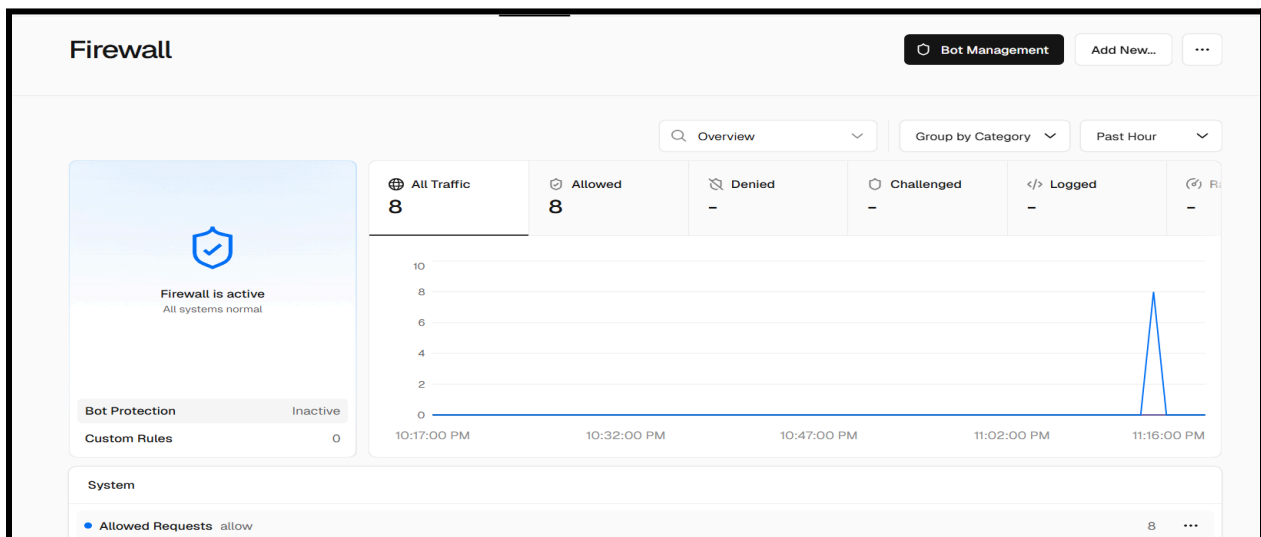 Firewall
Bot Management
Add New...
Overview
Group by Category
Past Hour
All Traffic
8
Allowed
8
Denied
-
Challenged
-
Logged
-
-
Firewall is active
All systems normal
Bot Protection Inactive
Custom Rules 0
10
8
6
4
2
0
10:17:00 PM 10:32:00 PM 10:47:00 PM 11:02:00 PM 11:16:00 PM
System
Allowed Requests allow 8